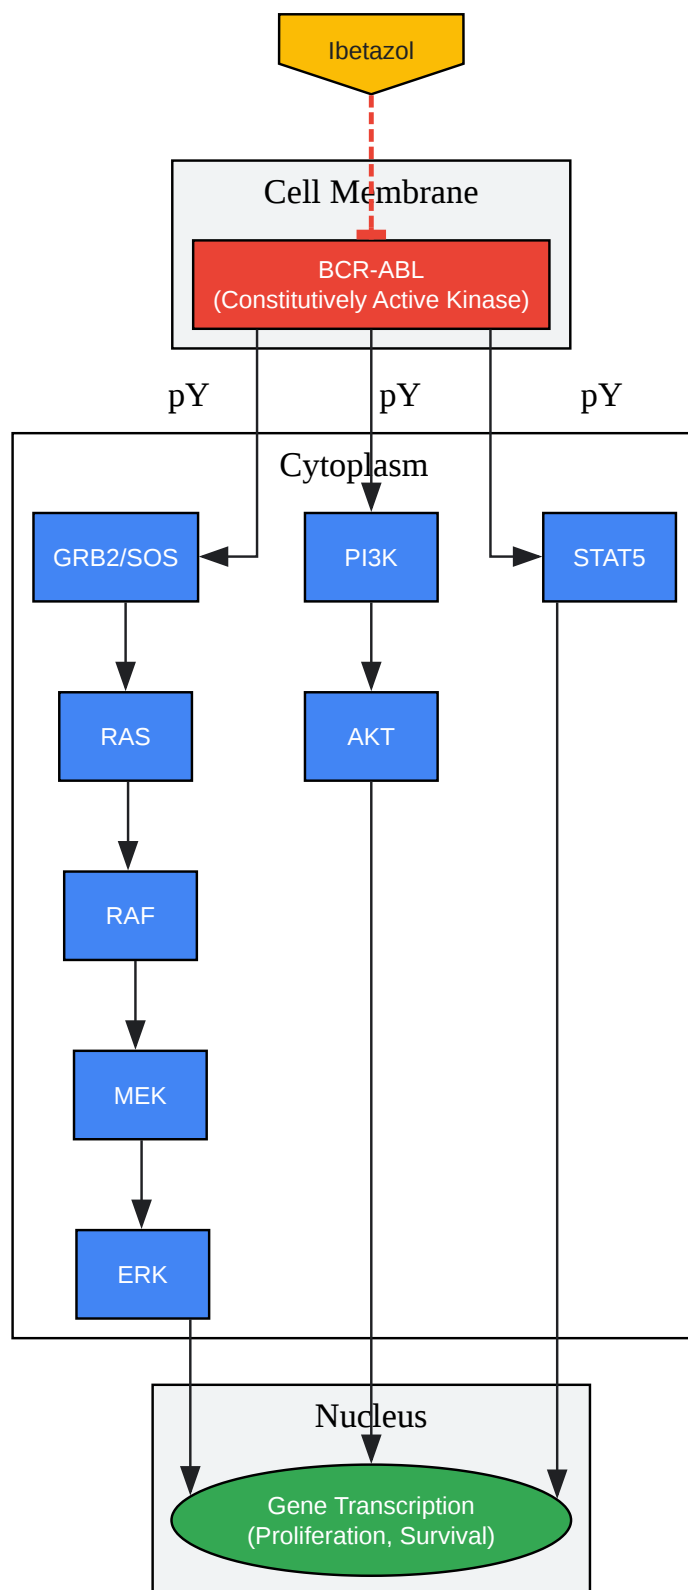 Ibetazol
Cell Membrane
BCR-ABL
(Constitutively Active Kinase)
pY
pY
pY
Cytoplasm
GRB2/SOS
PI3K
STAT5
RAS
AKT
RAF
MEK
ERK
Nucleus
Gene Transcription
(Proliferation, Survival)